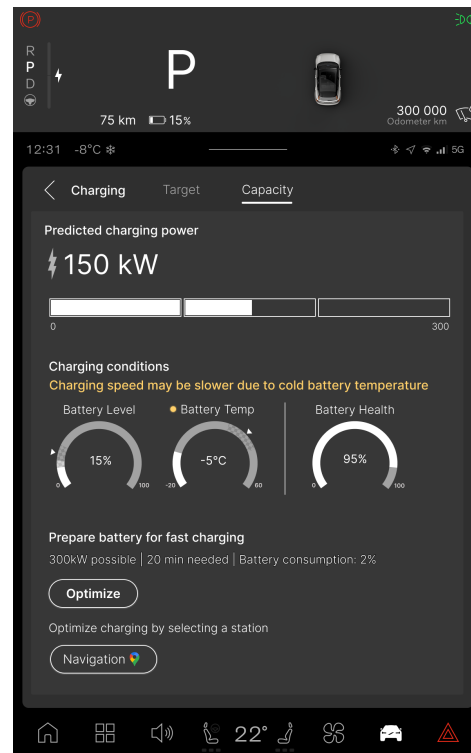 (P)
R
P
D
P
75 km 15%
300 000
Odometer km
12:31 -8°C
5G
Charging Target Capacity
Predicted charging power
150 kW
0 300
Charging conditions
Charging speed may be slower due to cold battery temperature
Battery Level Battery Temp Battery Health
15% -5°C 95%
0 100 -20 60 0 100
Prepare battery for fast charging
300kW possible | 20 min needed | Battery consumption: 2%
Optimize
Optimize charging by selecting a station
Navigation
22°